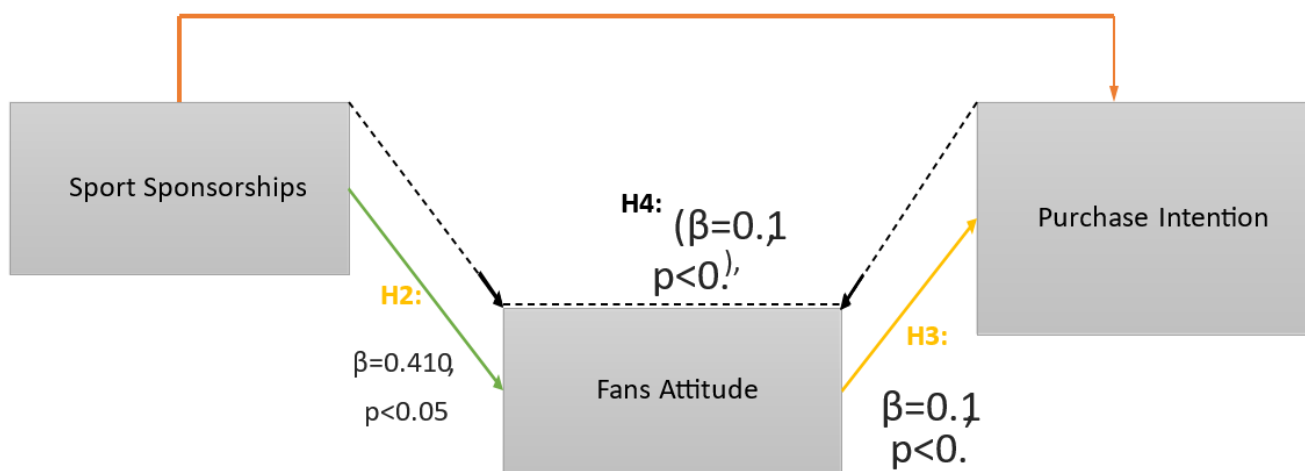 Sport Sponsorships
Purchase Intention
H4:
(β=0.1,
p<0.),
H2:
β=0.410,
p<0.05
Fans Attitude
H3:
β=0.1,
p<0.